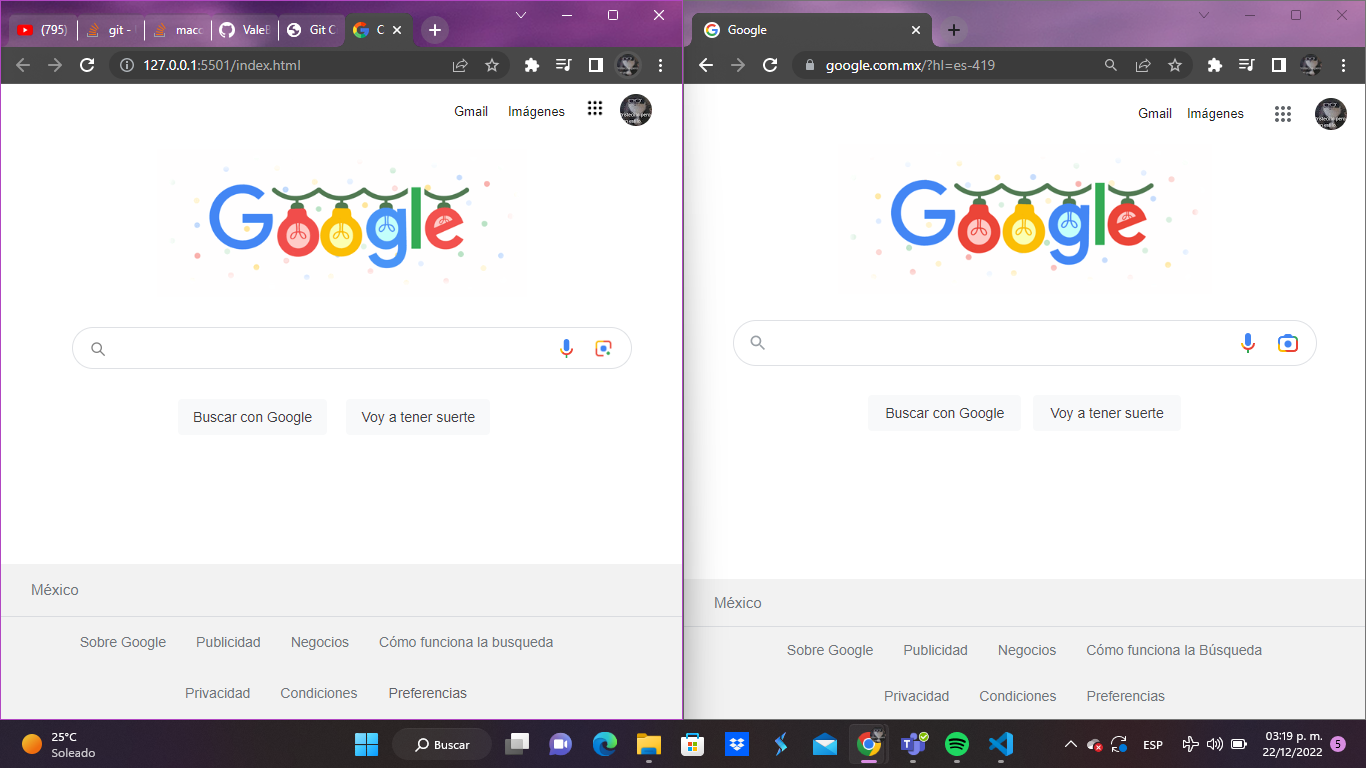 (795) git - macc ValeE Git C C
127.0.0.1:5501/index.html
Gmail Imágenes
Google
Buscar con Google Voy a tener suerte
México
Sobre Google Publicidad Negocios Cómo funciona la busqueda
Privacidad Condiciones Preferencias
Google
google.com.mx/?hl=es-419
Gmail Imágenes
Google
Buscar con Google Voy a tener suerte
México
Sobre Google Publicidad Negocios Cómo funciona la Búsqueda
Privacidad Condiciones Preferencias
25°C
Soleado
Buscar
ESP
03:19 p. m.
22/12/2022
5